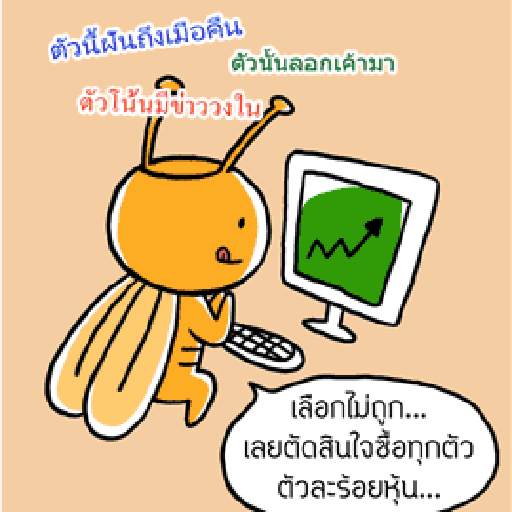 ตัวนี้ฝันถึงเมื่อคืน
ตัวนั้นลอกเค้ามา
ตัวโน้นมีข่าววงใน
เลือกไม่ถูก...
เลยตัดสินใจซื้อทุกตัว
ตัวละร้อยหุ้น...